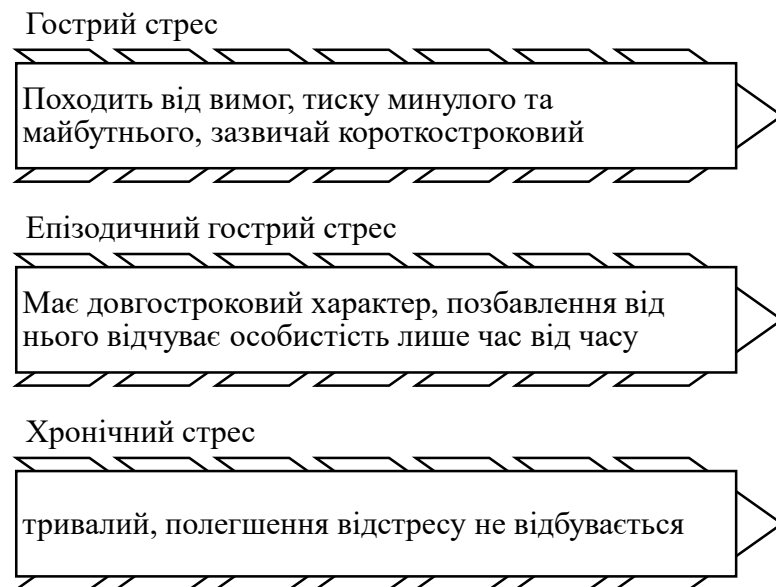 Гострий стрес
Походить від вимог, тиску минулого та
майбутнього, зазвичай короткостроковий
Епізодичний гострий стрес
Має довгостроковий характер, позбавлення від
нього відчуває особистість лише час від часу
Хронічний стрес
тривалий, полегшення відстресу не відбувається